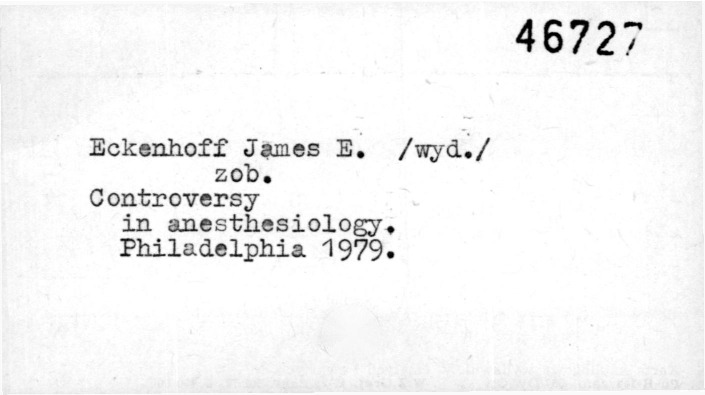 46727
Eckenhoff James E. /wyd./
zob.
Controversy
in anesthesiology.
Philadelphia 1979.